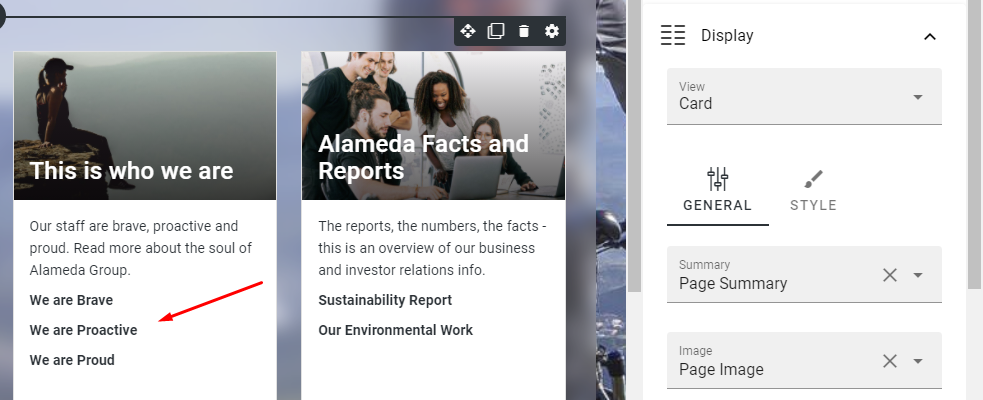 This is who we are
Our staff are brave, proactive and
proud. Read more about the soul of
Alameda Group.
We are Brave
We are Proactive
We are Proud
Alameda Facts and
Reports
The reports, the numbers, the facts -
this is an overview of our business
and investor relations info.
Sustainability Report
Our Environmental Work
Display
View
Card
GENERAL
STYLE
Summary
Page Summary
Image
Page Image